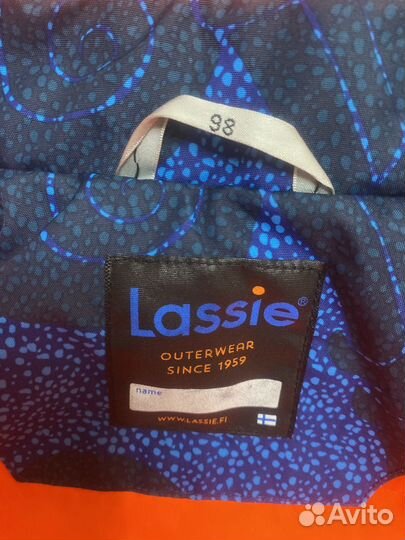 98
Lassie®
OUTERWEAR
SINCE 1959
name
WWW.LASSIE.FI
Avito